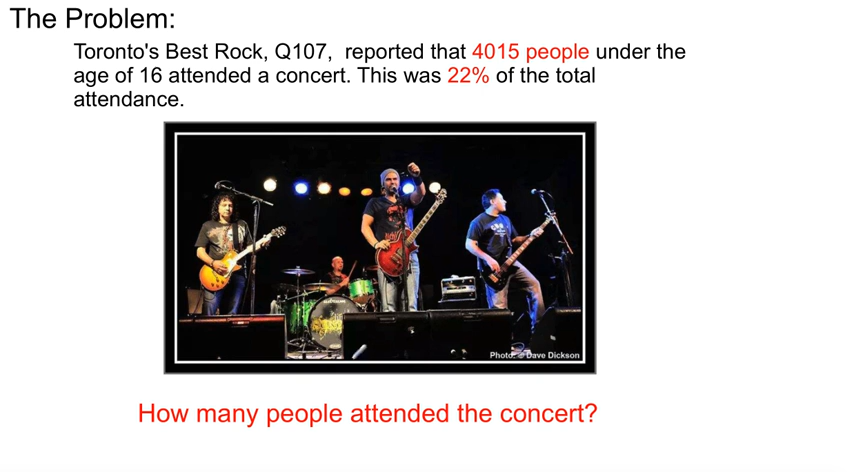 The Problem:
Toronto's Best Rock, Q107,  reported that 4015 people under the
age of 16 attended a concert. This was 22% of the total
attendance.
Photo: © Dave Dickson
How many people attended the concert?